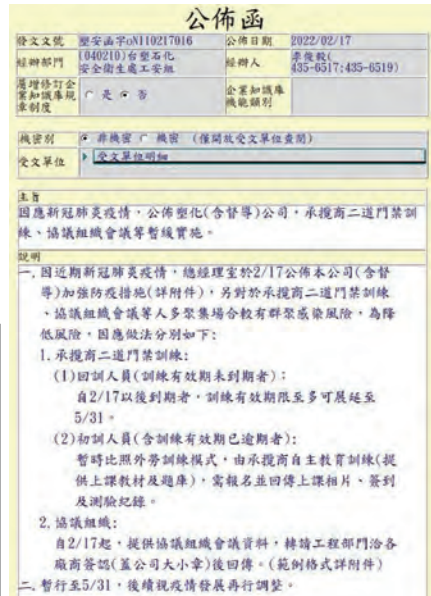 公佈函
發文文號 塑安函字oN110217016 公佈日期 2022/02/17
經辦部門 (040210)台塑石化安全衛生處工安組 經辦人 李俊毅(435-6517;435-6519)
屬增修訂企業知識庫規章制度 是 否 企業知識庫機能類別
機密別 非機密 機密 (僅開放受文單位查閱)
受文單位 受文單位明細
主旨
因應新冠肺炎疫情，公佈塑化(含督導)公司，承攬商二道門禁訓
練、協議組織會議等暫緩實施。
說明
一、因近期新冠肺炎疫情，總經理室於2/17公佈本公司(含督
導)加強防疫措施(詳附件)，另對於承攬商二道門禁訓練
、協議組織會議等人多聚集場合較有群聚感染風險，為降
低風險，因應做法分別如下：
1.承攬商二道門禁訓練：
(1)回訓人員(訓練有效期未到期者)：
自2/17以後到期者，訓練有效期限至多可展延至
5/31。
(2)初訓人員(含訓練有效期已逾期者)：
暫時比照外勞訓練模式，由承攬商自主教育訓練(提
供上課教材及題庫)，需報名並回傳上課相片、簽到
及測驗紀錄。
2.協議組織：
自2/17起，提供協議組織會議資料，轉請工程部門洽各
廠商簽認(蓋公司大小章)後回傳。(範例格式詳附件)
二、暫行至5/31，後續視疫情發展再行調整。